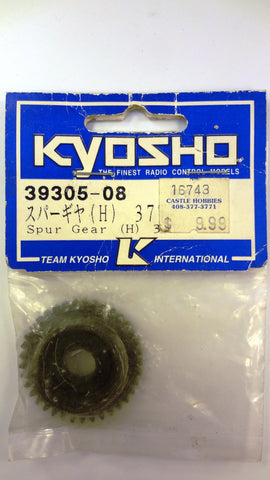 KYOSHO
THE FINEST RADIO CONTROL MODELS
39305-08
スパーギヤ(H) 37
Spur Gear (H) 3
16743
CASTLE HOBBIES
408-377-3771
$ 9.99
TEAM KYOSHO K INTERNATIONAL